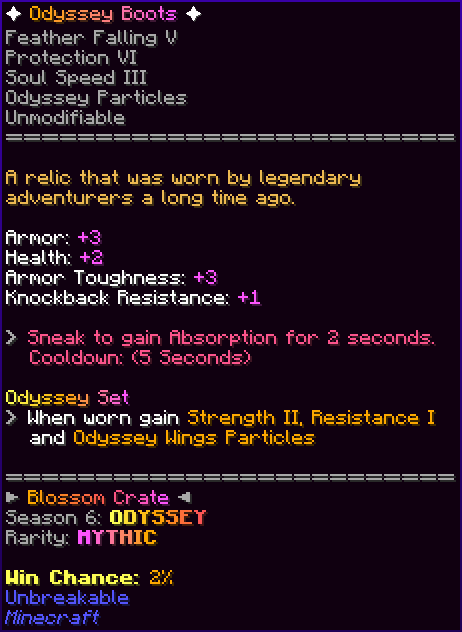 ✦ Odyssey Boots ✦
Feather Falling V
Protection VI
Soul Speed III
Odyssey Particles
Unmodifiable
==============================
A relic that was worn by legendary
adventurers a long time ago.
Armor: +3
Health: +2
Armor Toughness: +3
Knockback Resistance: +1
> Sneak to gain Absorption for 2 seconds.
Cooldown: (5 Seconds)
Odyssey Set
> When worn gain Strength II, Resistance I
and Odyssey Wings Particles
==============================
► Blossom Crate ◄
Season 6: ODYSSEY
Rarity: MYTHIC
Win Chance: 2%
Unbreakable
Minecraft